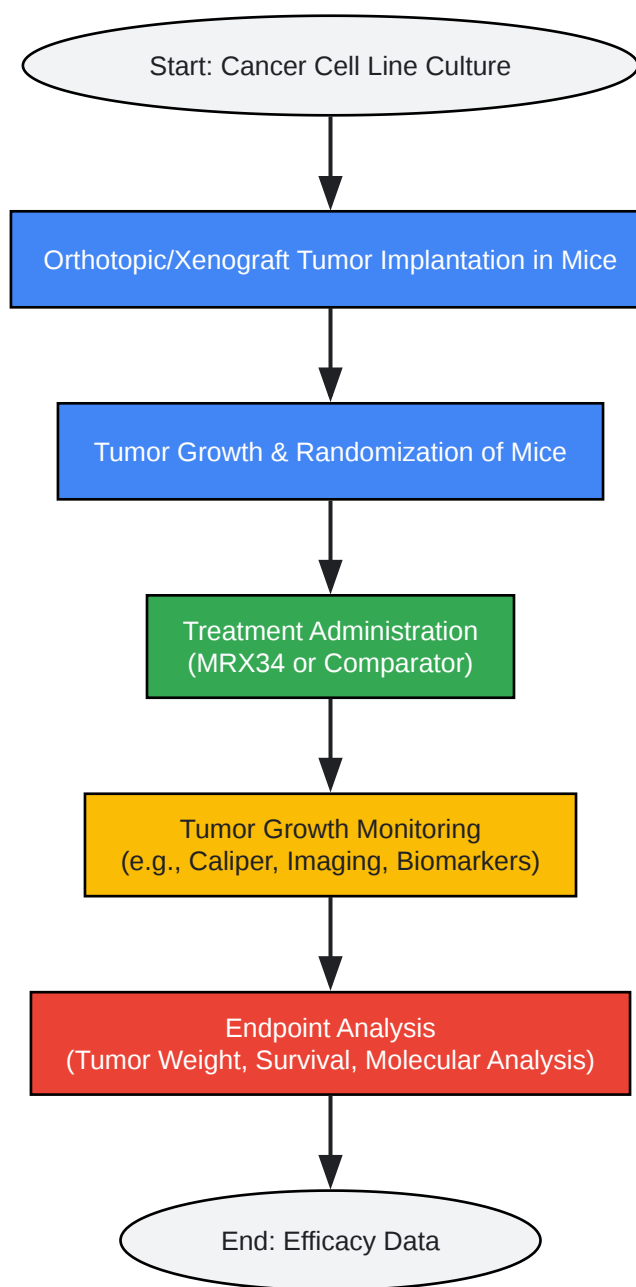 Start: Cancer Cell Line Culture
Orthotopic/Xenograft Tumor Implantation in Mice
Tumor Growth & Randomization of Mice
Treatment Administration
(MRX34 or Comparator)
Tumor Growth Monitoring
(e.g., Caliper, Imaging, Biomarkers)
Endpoint Analysis
(Tumor Weight, Survival, Molecular Analysis)
End: Efficacy Data